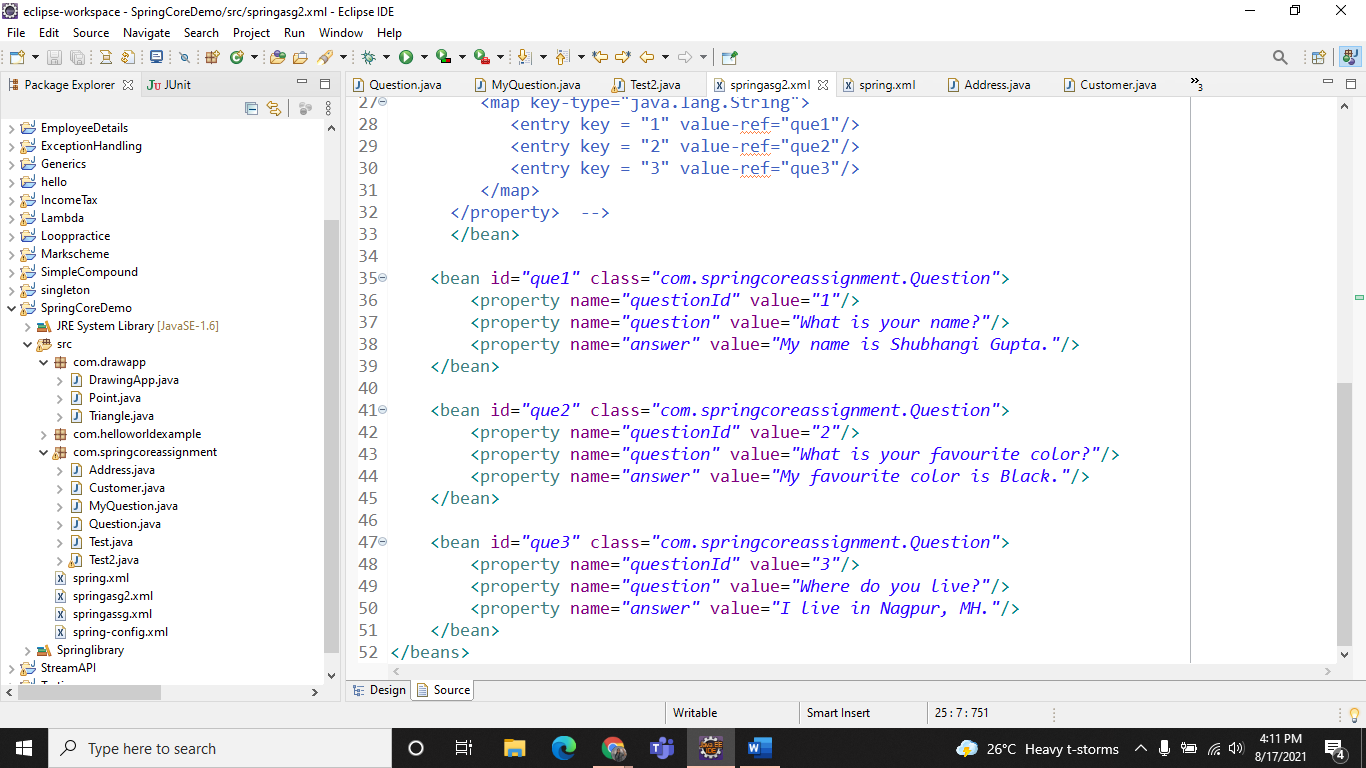 eclipse-workspace - SpringCoreDemo/src/springasg2.xml - Eclipse IDE
File Edit Source Navigate Search Project Run Window Help
Package Explorer
JUnit
Question.java
MyQuestion.java
Test2.java
springasg2.xml
spring.xml
Address.java
Customer.java
»3
EmployeeDetails
ExceptionHandling
Generics
hello
IncomeTax
Lambda
Looppractice
Markscheme
SimpleCompound
singleton
SpringCoreDemo
JRE System Library [JavaSE-1.6]
src
com.drawapp
DrawingApp.java
Point.java
Triangle.java
com.helloworldexample
com.springcoreassignment
Address.java
Customer.java
MyQuestion.java
Question.java
Test.java
Test2.java
spring.xml
springasg2.xml
springassg.xml
spring-config.xml
Springlibrary
StreamAPI
27 <map key-type="java.lang.String">
28 <entry key = "1" value-ref="que1"/>
29 <entry key = "2" value-ref="que2"/>
30 <entry key = "3" value-ref="que3"/>
31 </map>
32 </property> -->
33 </bean>
34
35 <bean id="que1" class="com.springcoreassignment.Question">
36 <property name="questionId" value="1"/>
37 <property name="question" value="What is your name?"/>
38 <property name="answer" value="My name is Shubhangi Gupta."/>
39 </bean>
40
41 <bean id="que2" class="com.springcoreassignment.Question">
42 <property name="questionId" value="2"/>
43 <property name="question" value="What is your favourite color?"/>
44 <property name="answer" value="My favourite color is Black."/>
45 </bean>
46
47 <bean id="que3" class="com.springcoreassignment.Question">
48 <property name="questionId" value="3"/>
49 <property name="question" value="Where do you live?"/>
50 <property name="answer" value="I live in Nagpur, MH."/>
51 </bean>
52 </beans>
Design
Source
Writable
Smart Insert
25 : 7 : 751
Type here to search
26°C Heavy t-storms
4:11 PM
8/17/2021
4